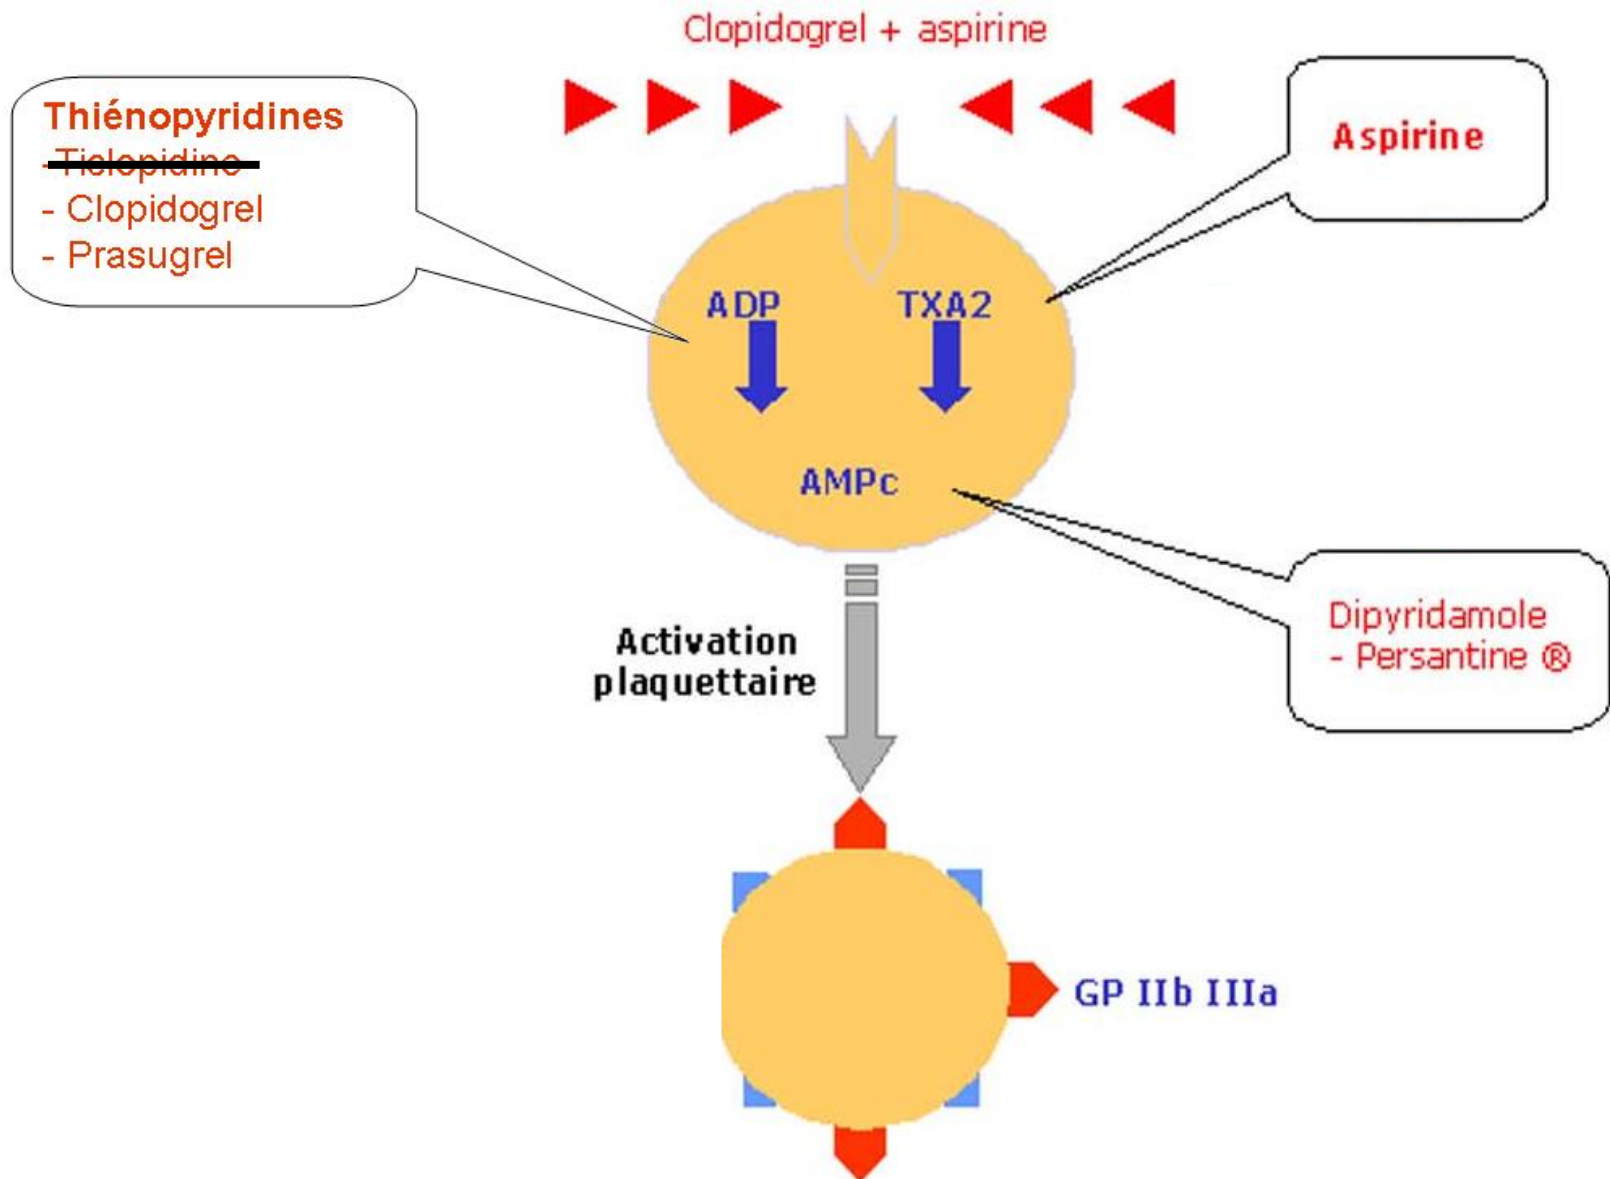 Clopidogrel + aspirine
Thiénopyridines
- Ticlopidine
- Clopidogrel
- Prasugrel
Aspirine
ADP
TXA2
AMPc
Dipyridamole
- Persantine ®
Activation
plaquettaire
GP IIb IIIa